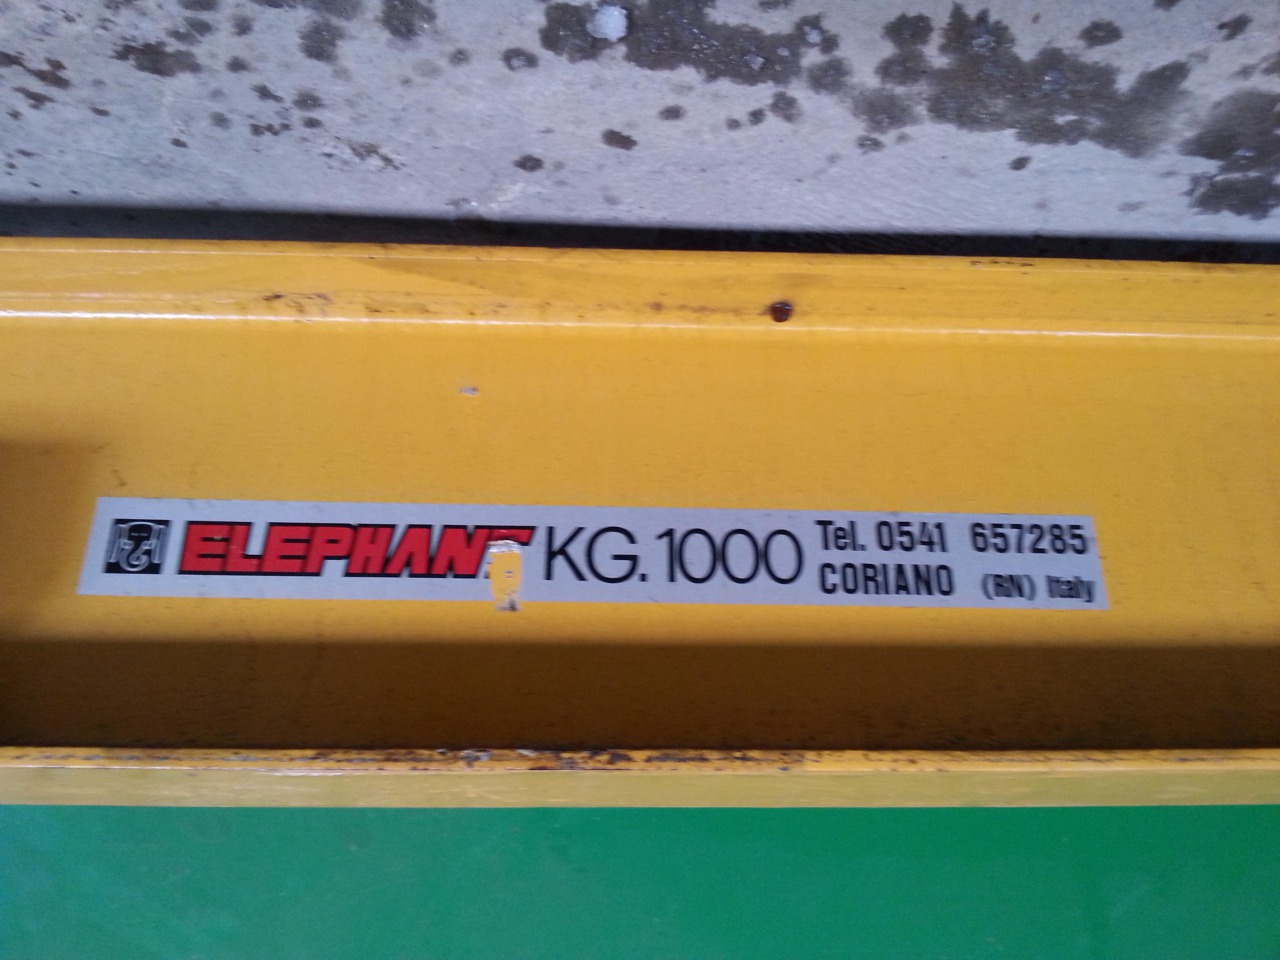 ELEPHANT KG. 1000
Tel. 0541 657285
CORIANO (RN) Italy